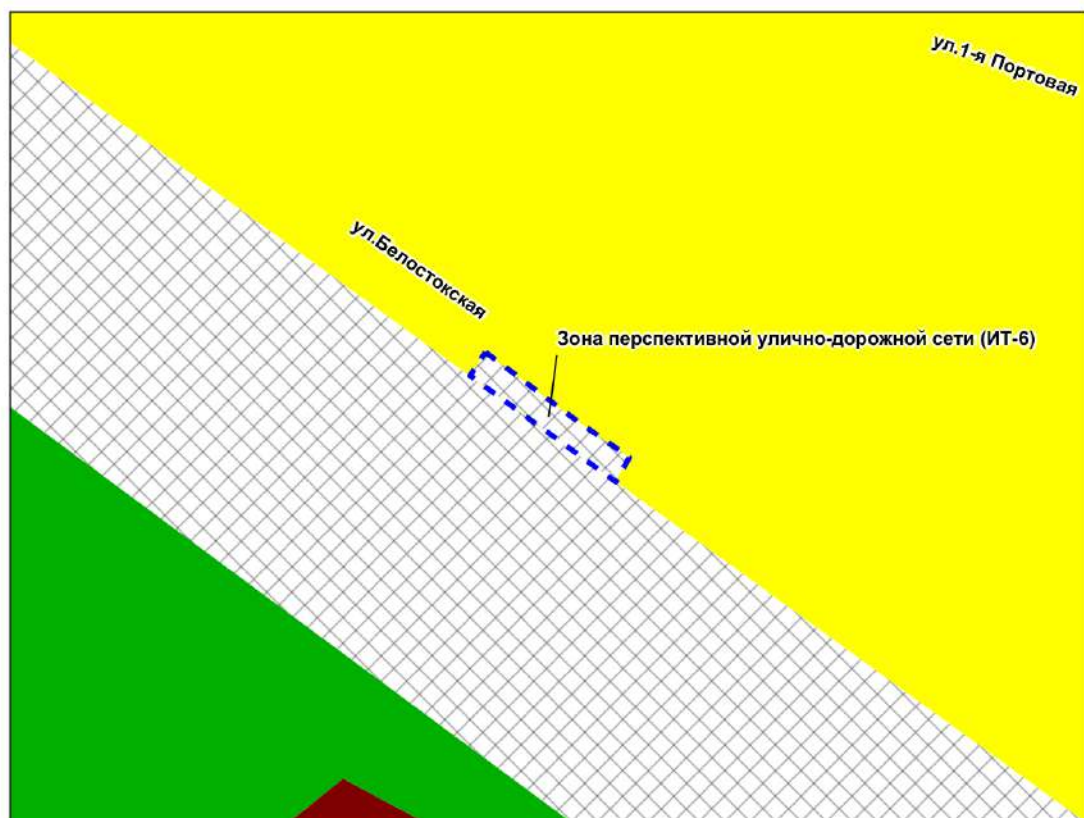 ул.1-я Портовая
ул.Белостокская
Зона перспективной улично-дорожной сети (ИТ-6)